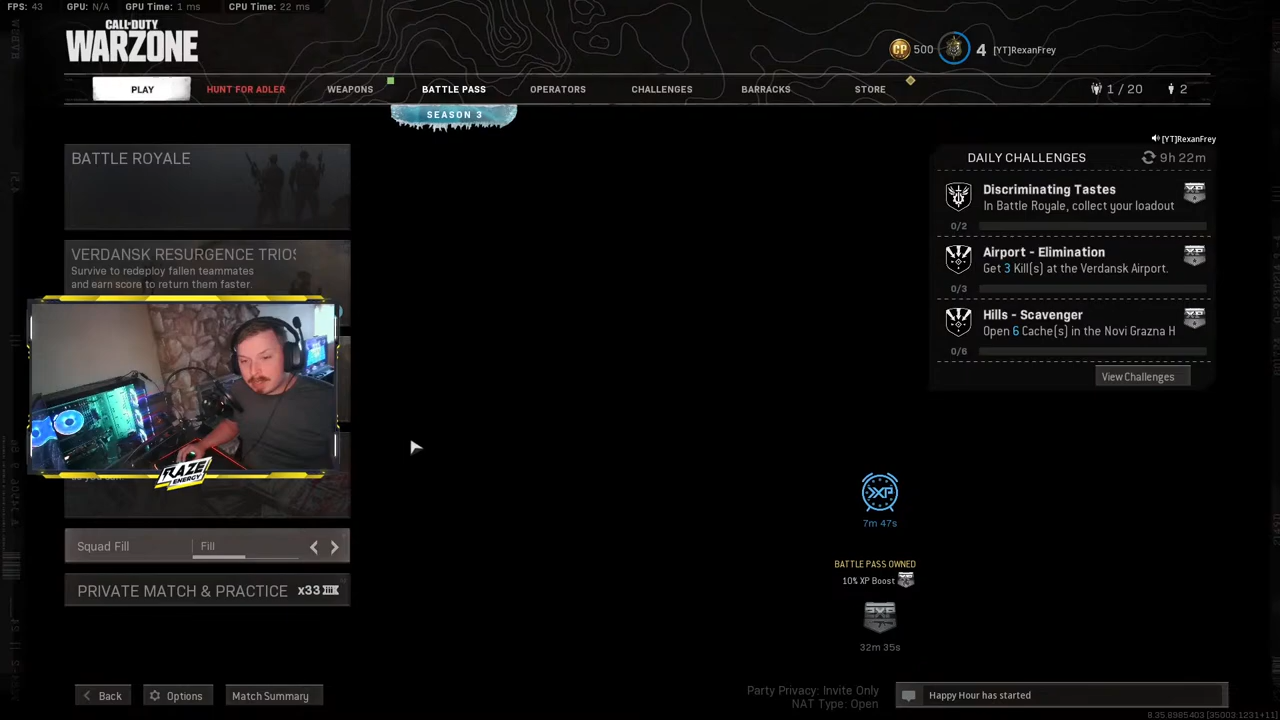 FPS: 43 GPU: N/A GPU Time: 1 ms CPU Time: 22 ms
CALL OF DUTY
WARZONE
CP 500 4 [YT]RexanFrey
PLAY HUNT FOR ADLER WEAPONS BATTLE PASS OPERATORS CHALLENGES BARRACKS STORE 1 / 20 2
SEASON 3
[YT]RexanFrey
BATTLE ROYALE
VERDANSK RESURGENCE TRIOS
Survive to redeploy fallen teammates
and earn score to return them faster.
RAZE
ENERGY
Squad Fill Fill
PRIVATE MATCH & PRACTICE x33
DAILY CHALLENGES 9h 22m
Discriminating Tastes
In Battle Royale, collect your loadout
0/2
Airport - Elimination
Get 3 Kill(s) at the Verdansk Airport.
0/3
Hills - Scavenger
Open 6 Cache(s) in the Novi Grazna H
0/6
View Challenges
7m 47s
BATTLE PASS OWNED
10% XP Boost
32m 35s
Back Options Match Summary
Party Privacy: Invite Only
NAT Type: Open
Happy Hour has started
8.35.8985403 [35003:1231+11]